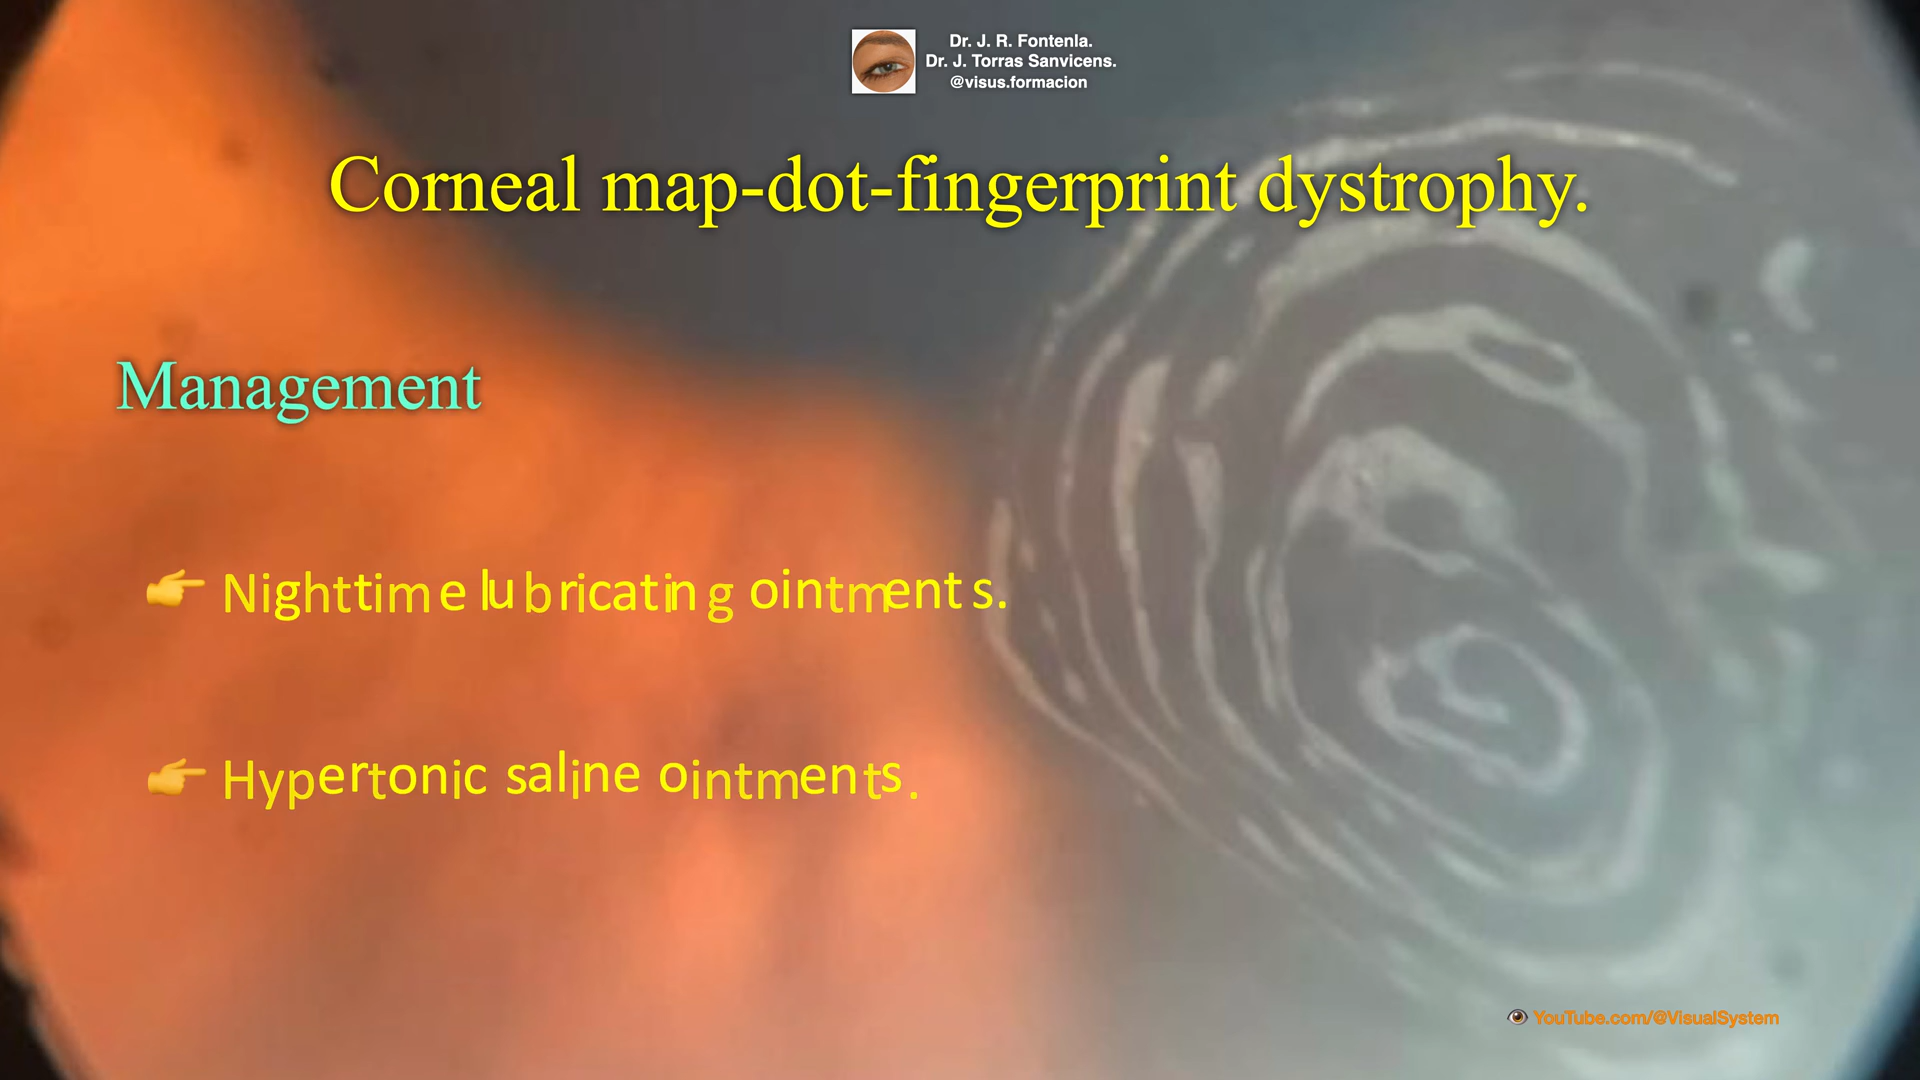 Dr. J. R. Fontenla.
Dr. J. Torras Sanvicens.
@visus.formacion
Corneal map-dot-fingerprint dystrophy.
Management
👉 Nighttime lubricating ointments.
👉 Hypertonic saline ointments.
👁 YouTube.com/@VisualSystem